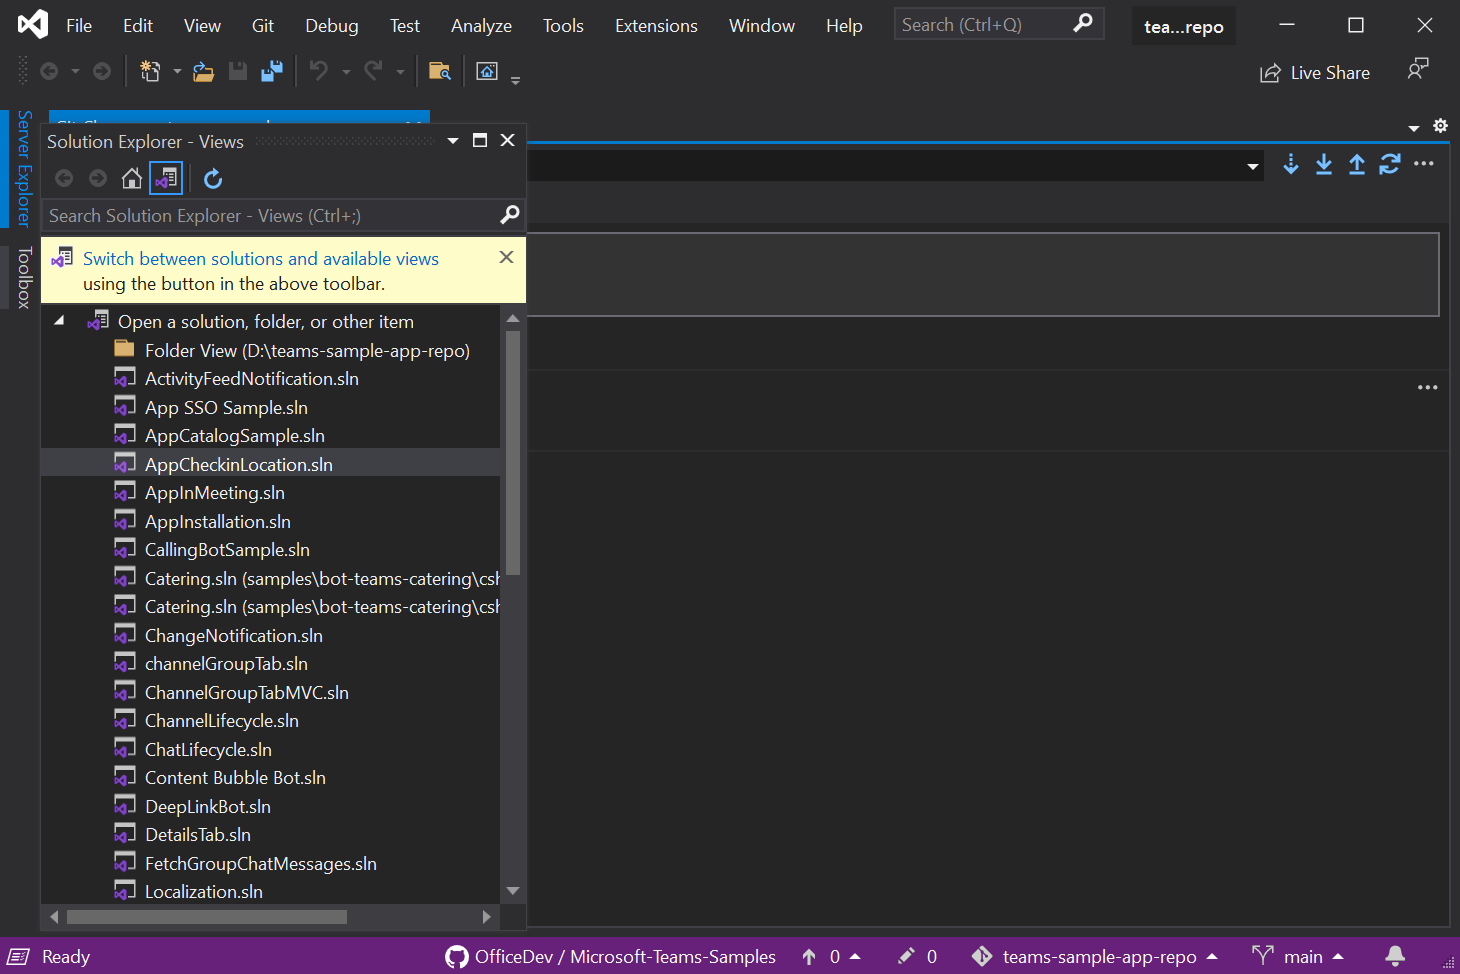 File Edit View Git Debug Test Analyze Tools Extensions Window Help Search (Ctrl+Q) tea...repo
Live Share
Server Explorer
Toolbox
Solution Explorer - Views
Search Solution Explorer - Views (Ctrl+;)
Switch between solutions and available views
using the button in the above toolbar.
Open a solution, folder, or other item
Folder View (D:\teams-sample-app-repo)
ActivityFeedNotification.sln
App SSO Sample.sln
AppCatalogSample.sln
AppCheckinLocation.sln
AppInMeeting.sln
AppInstallation.sln
CallingBotSample.sln
Catering.sln (samples\bot-teams-catering\csh
Catering.sln (samples\bot-teams-catering\csh
ChangeNotification.sln
channelGroupTab.sln
ChannelGroupTabMVC.sln
ChannelLifecycle.sln
ChatLifecycle.sln
Content Bubble Bot.sln
DeepLinkBot.sln
DetailsTab.sln
FetchGroupChatMessages.sln
Localization.sln
Ready OfficeDev / Microsoft-Teams-Samples 0 0 teams-sample-app-repo main